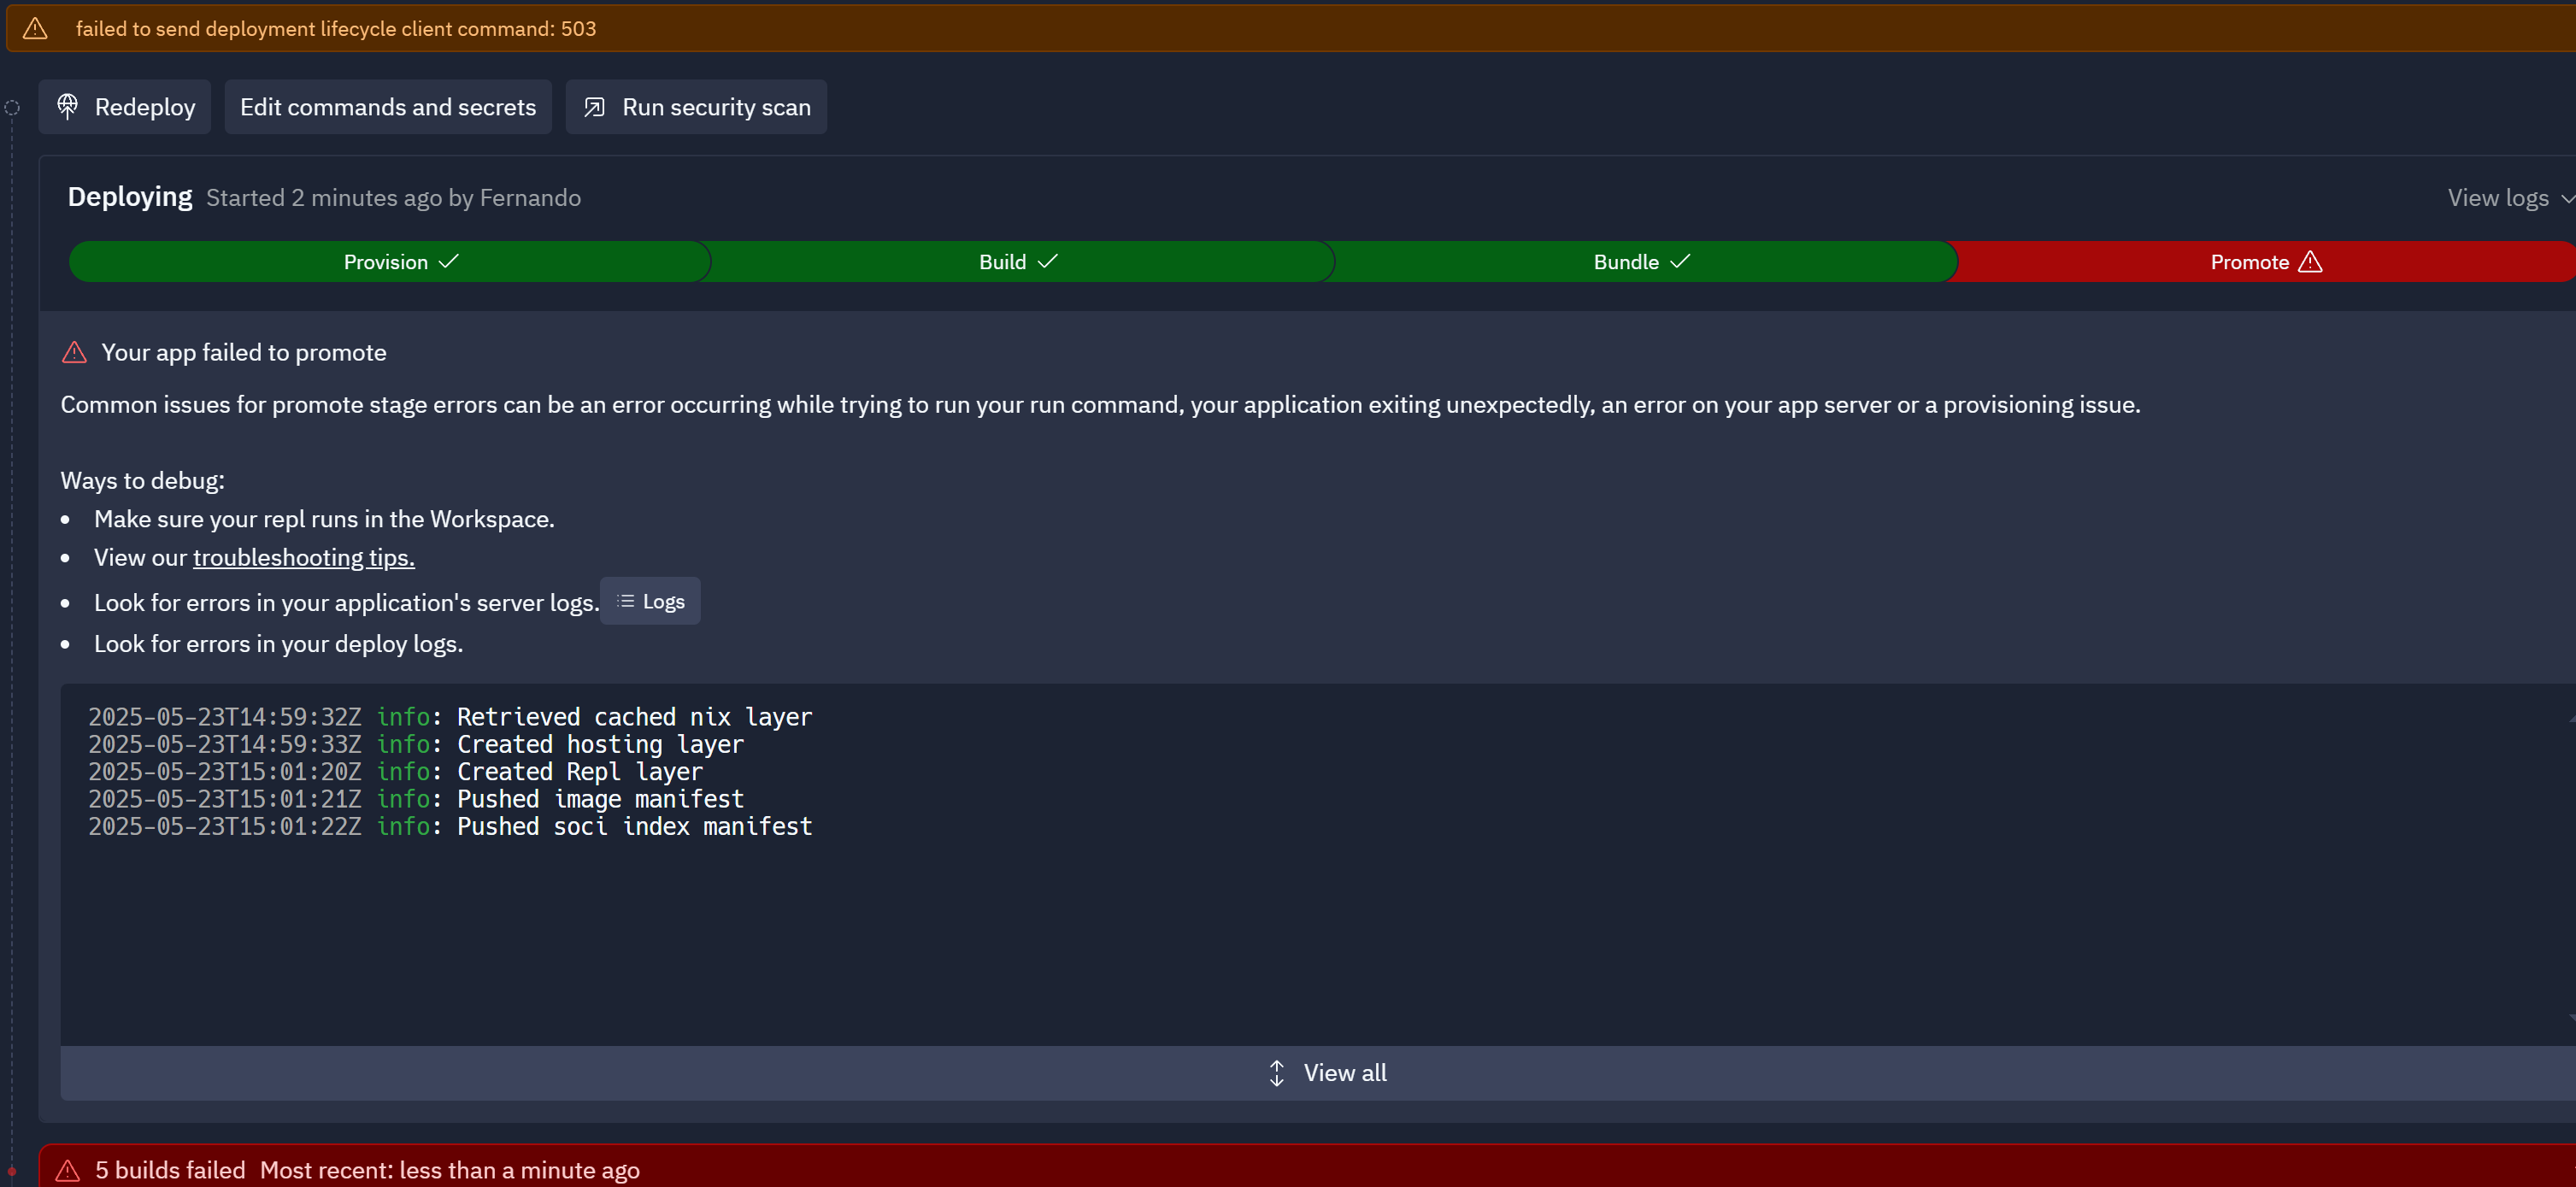 failed to send deployment lifecycle client command: 503
Redeploy Edit commands and secrets Run security scan
Deploying Started 2 minutes ago by Fernando View logs
Provision Build Bundle Promote
Your app failed to promote
Common issues for promote stage errors can be an error occurring while trying to run your run command, your application exiting unexpectedly, an error on your app server or a provisioning issue.
Ways to debug:
• Make sure your repl runs in the Workspace.
• View our troubleshooting tips.
• Look for errors in your application's server logs. Logs
• Look for errors in your deploy logs.
2025-05-23T14:59:32Z info: Retrieved cached nix layer
2025-05-23T14:59:33Z info: Created hosting layer
2025-05-23T15:01:20Z info: Created Repl layer
2025-05-23T15:01:21Z info: Pushed image manifest
2025-05-23T15:01:22Z info: Pushed soci index manifest
View all
5 builds failed Most recent: less than a minute ago